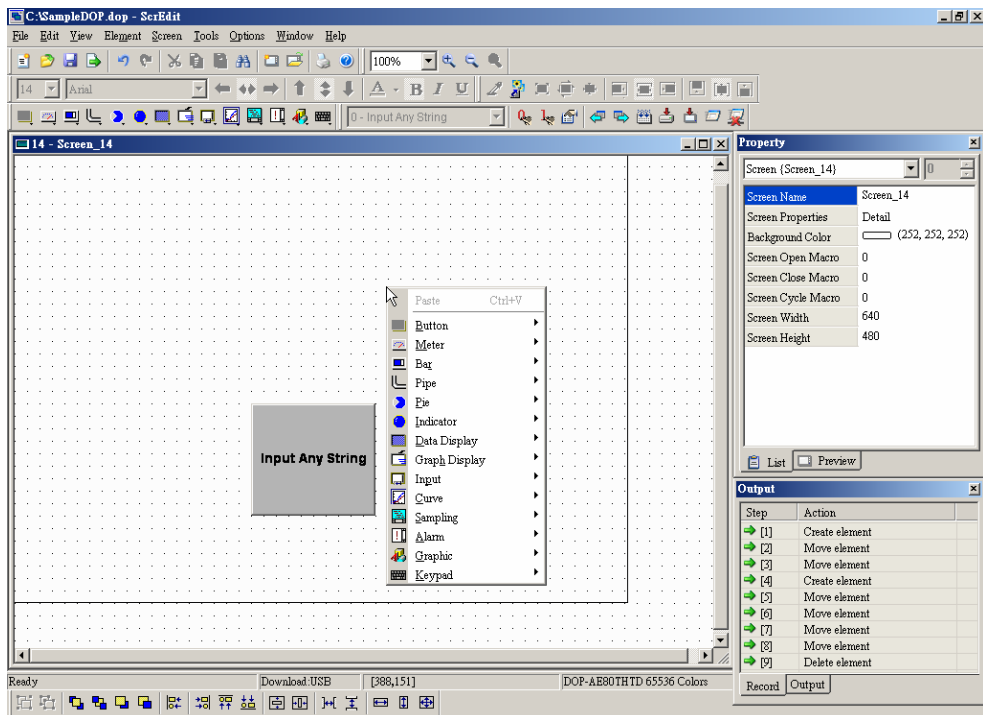 C:\SampleDOP.dop - ScrEdit
File Edit View Element Screen Tools Options Window Help
100%
14 Arial A B I U
0 - Input Any String
14 - Screen_14
Input Any String
Paste Ctrl+V
Button
Meter
Bar
Pipe
Pie
Indicator
Data Display
Graph Display
Input
Curve
Sampling
Alarm
Graphic
Keypad
Property
Screen {Screen_14} 0
Screen Name Screen_14
Screen Properties Detail
Background Color (252, 252, 252)
Screen Open Macro 0
Screen Close Macro 0
Screen Cycle Macro 0
Screen Width 640
Screen Height 480
List Preview
Output
Step Action
[1] Create element
[2] Move element
[3] Move element
[4] Create element
[5] Move element
[6] Move element
[7] Move element
[8] Move element
[9] Delete element
Record Output
Ready Download:USB [388,151] DOP-AE80THTD 65536 Colors